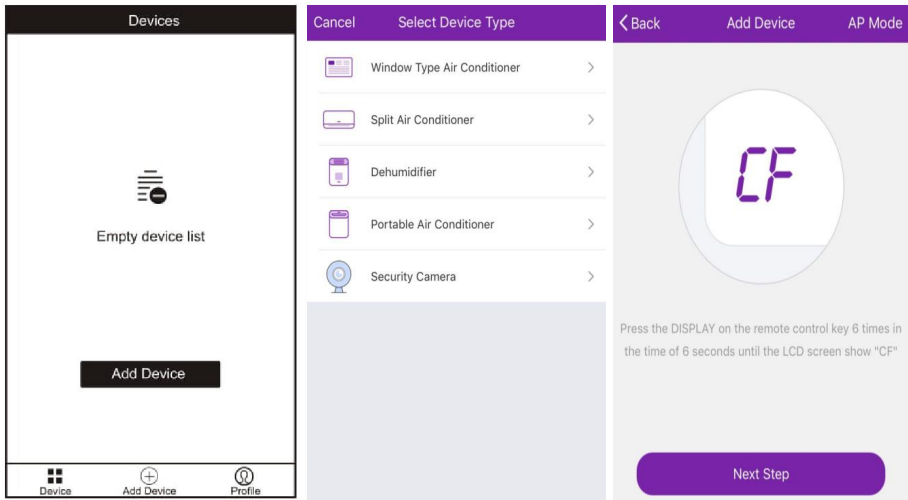 Devices
Empty device list
Add Device
Device
Add Device
Profile
Cancel
Select Device Type
Window Type Air Conditioner
Split Air Conditioner
Dehumidifier
Portable Air Conditioner
Security Camera
Back
Add Device
AP Mode
CF
Press the DISPLAY on the remote control key 6 times in
the time of 6 seconds until the LCD screen show "CF"
Next Step